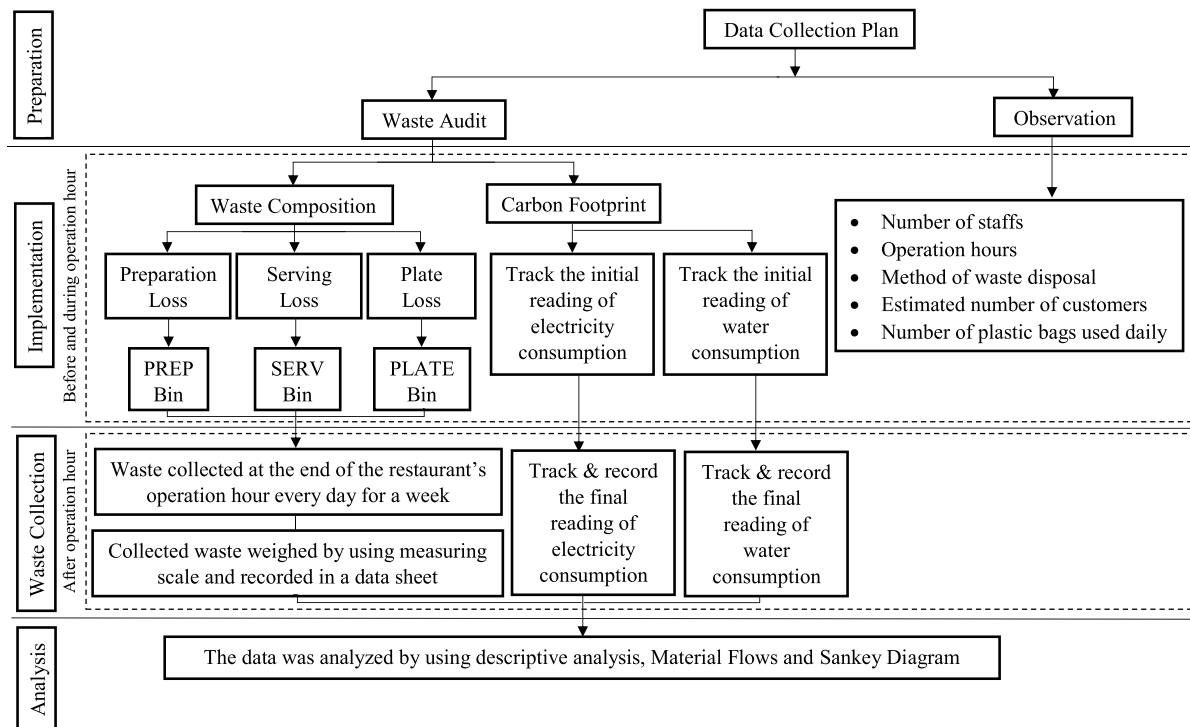 Preparation
Data Collection Plan
Waste Audit
Observation
Implementation
Before and during operation hour
Waste Composition
Carbon Footprint
Preparation
Loss
Serving
Loss
Plate
Loss
PREP
Bin
SERV
Bin
PLATE
Bin
Track the initial
reading of
electricity
consumption
Track the initial
reading of
water
consumption
• Number of staffs
• Operation hours
• Method of waste disposal
• Estimated number of customers
• Number of plastic bags used daily
Waste Collection
After operation hour
Waste collected at the end of the restaurant’s
operation hour every day for a week
Collected waste weighed by using measuring
scale and recorded in a data sheet
Track & record
the final
reading of
electricity
consumption
Track & record
the final
reading of
water
consumption
Analysis
The data was analyzed by using descriptive analysis, Material Flows and Sankey Diagram